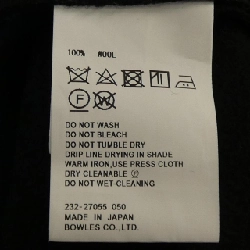 100% WOOL
F W
DO NOT WASH
DO NOT BLEACH
DO NOT TUMBLE DRY
DRIP LINE DRYING IN SHADE
WARM IRON, USE PRESS CLOTH
DRY CLEANABLE Ⓕ
DO NOT WET-CLEANING
232-27055 050
MADE IN JAPAN
BOWLES CO.,LTD.